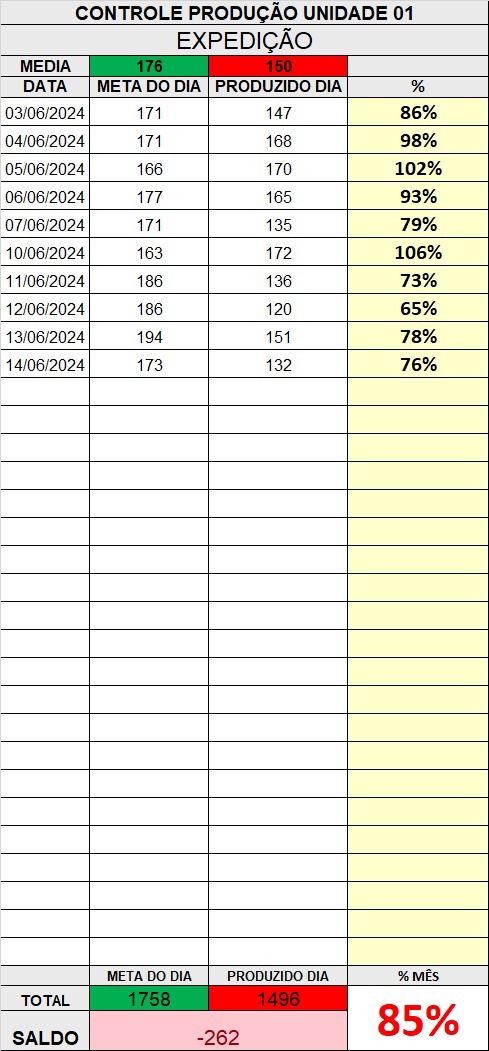 CONTROLE PRODUÇÃO UNIDADE 01
EXPEDIÇÃO
MEDIA 176 150
DATA META DO DIA PRODUZIDO DIA %
03/06/2024 171 147 86%
04/06/2024 171 168 98%
05/06/2024 166 170 102%
06/06/2024 177 165 93%
07/06/2024 171 135 79%
10/06/2024 163 172 106%
11/06/2024 186 136 73%
12/06/2024 186 120 65%
13/06/2024 194 151 78%
14/06/2024 173 132 76%
META DO DIA PRODUZIDO DIA % MÊS
TOTAL 1758 1496 85%
SALDO -262